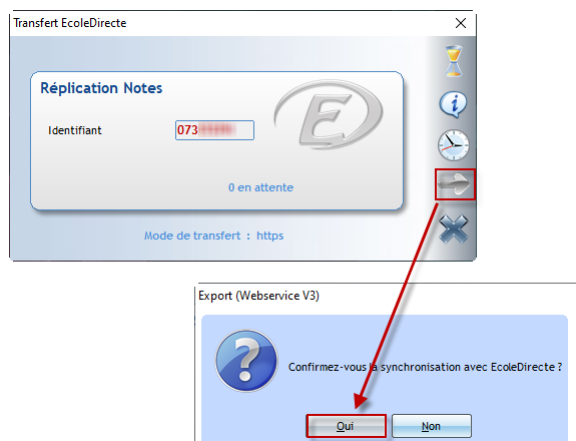 Transfert EcoleDirecte
Réplication Notes
Identifiant 073
0 en attente
Mode de transfert : https
Export (Webservice V3)
Confirmez-vous la synchronisation avec EcoleDirecte ?
Oui Non